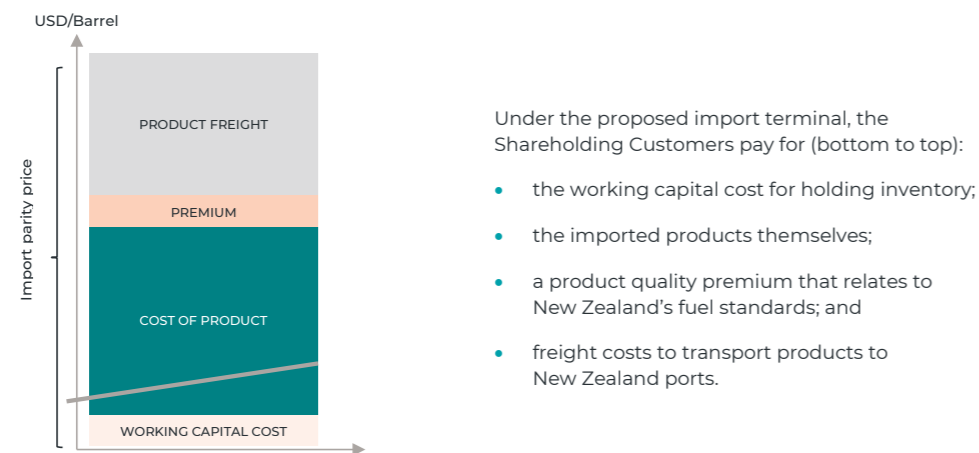 USD/Barrel
Import parity price
PRODUCT FREIGHT
PREMIUM
COST OF PRODUCT
WORKING CAPITAL COST
Under the proposed import terminal, the
Shareholding Customers pay for (bottom to top):
• the working capital cost for holding inventory;
• the imported products themselves;
• a product quality premium that relates to
New Zealand’s fuel standards; and
• freight costs to transport products to
New Zealand ports.